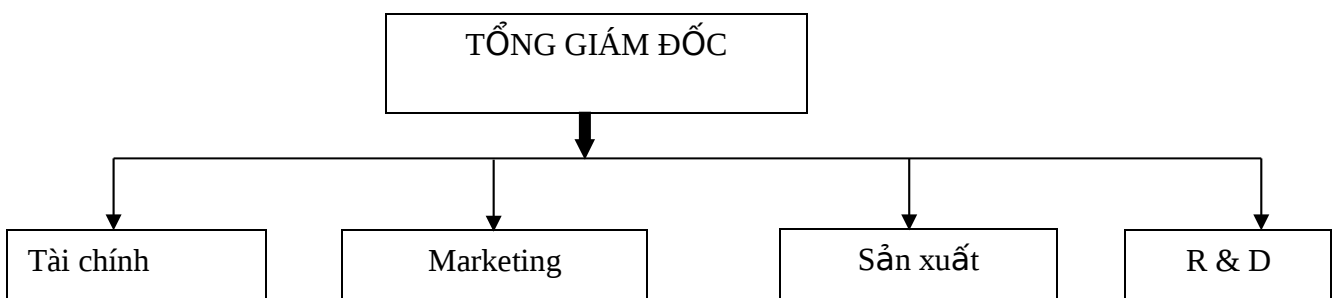 TỔNG GIÁM ĐỐC
Tài chính
Marketing
Sản xuất
R & D